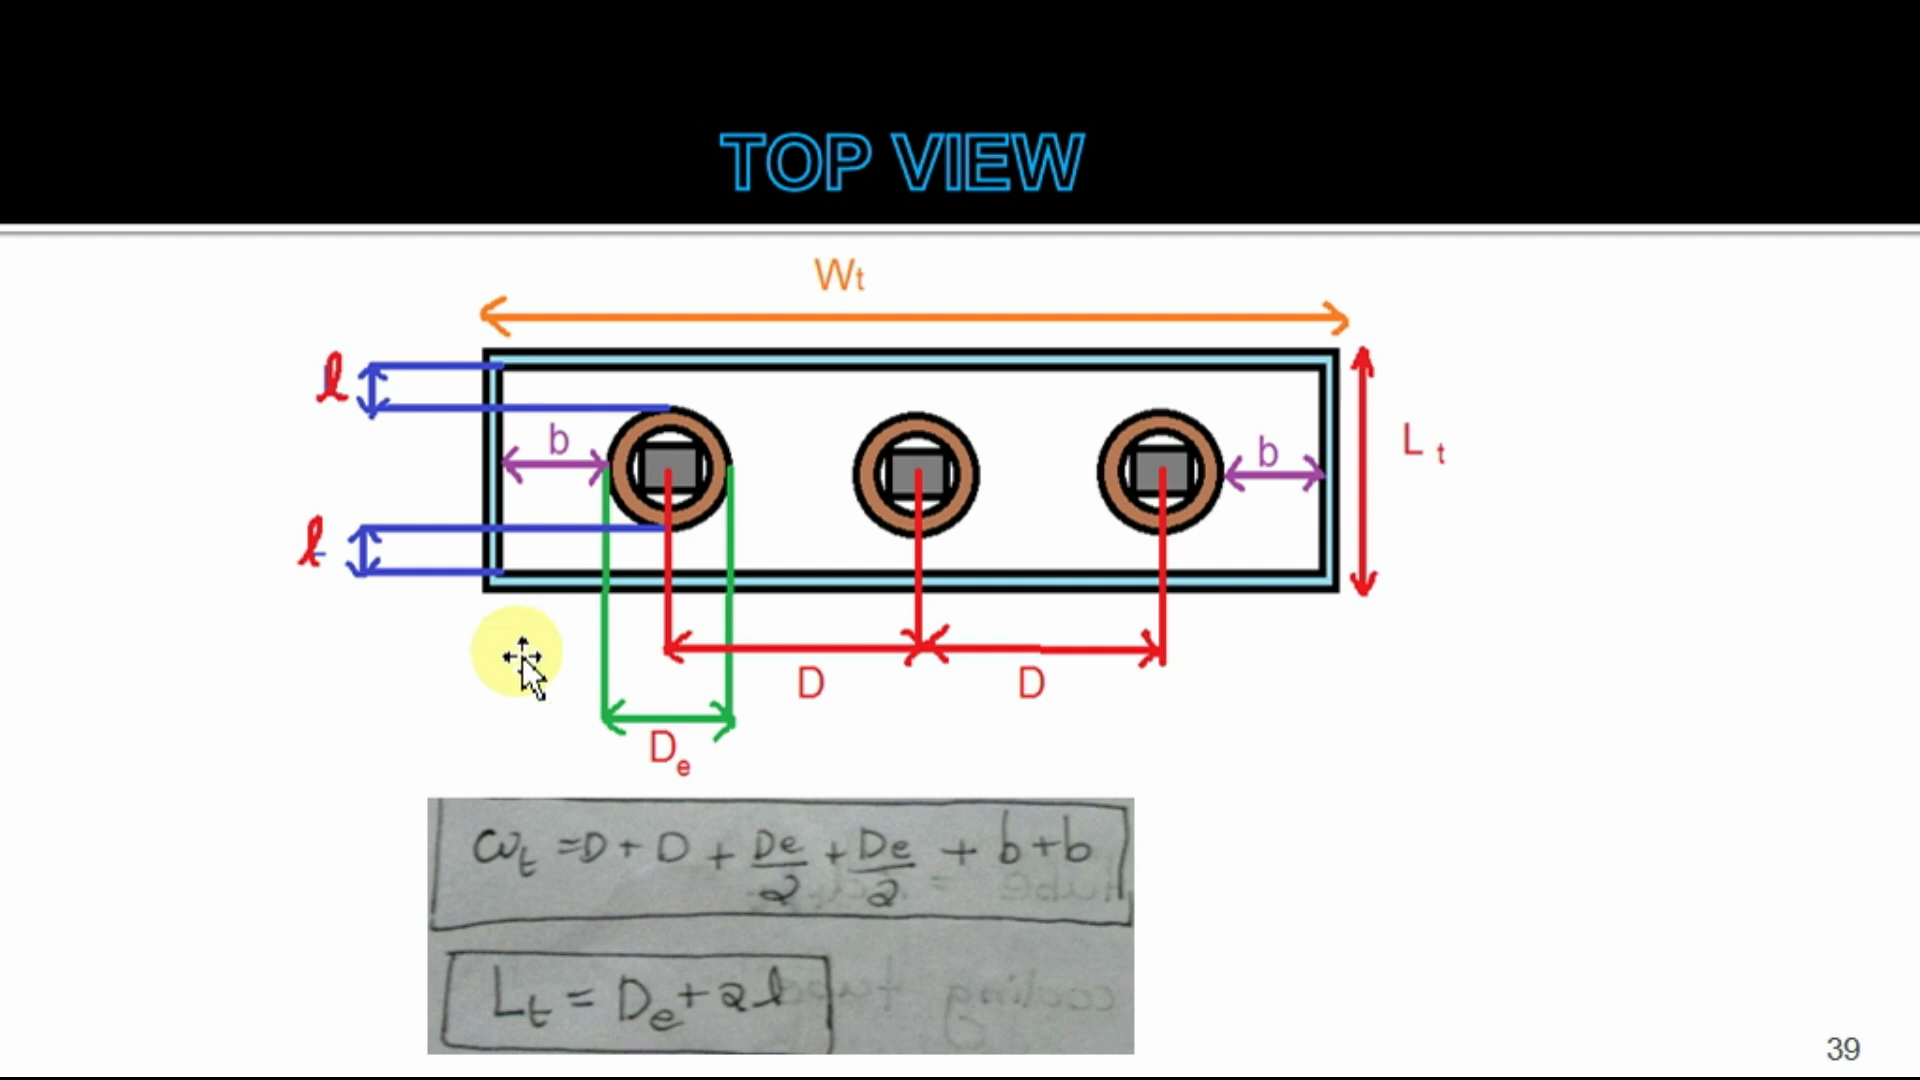 TOP VIEW
Wt
l
b
b
L t
l
D
D
De
ωt = D + D + De/2 + De/2 + b + b
Lt = De + 2l
39